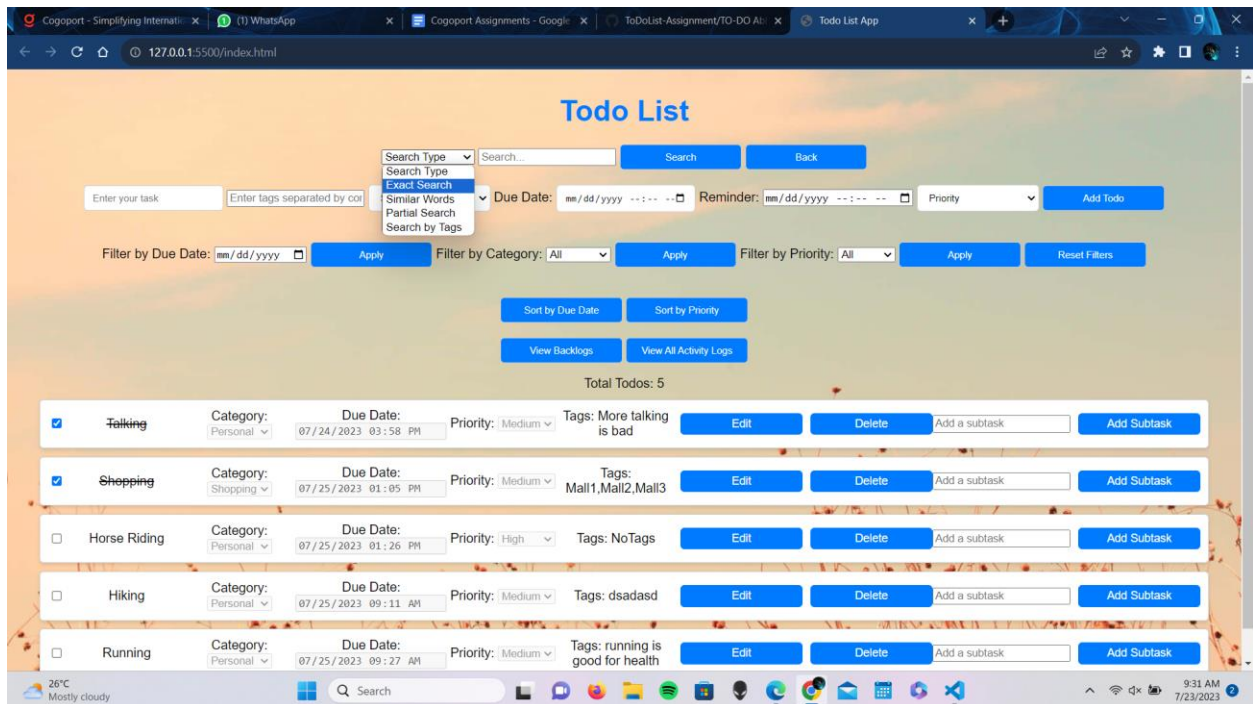 Cogoport - Simplifying Internati
(1) WhatsApp
Cogoport Assignments - Google
ToDoList-Assignment/TO-DO Ab
Todo List App
127.0.0.1:5500/index.html
Todo List
Search Type Search... Search Back
Search Type
Exact Search
Similar Words
Partial Search
Search by Tags
Enter your task Enter tags separated by co Due Date: mm/dd/yyyy --:-- -- Reminder: mm/dd/yyyy --:-- -- Priority Add Todo
Filter by Due Date: mm/dd/yyyy Apply Filter by Category: All Apply Filter by Priority: All Apply Reset Filters
Sort by Due Date Sort by Priority
View Backlogs View All Activity Logs
Total Todos: 5
Talking Category: Personal Due Date: 07/24/2023 03:58 PM Priority: Medium Tags: More talking is bad Edit Delete Add a subtask Add Subtask
Shopping Category: Shopping Due Date: 07/25/2023 01:05 PM Priority: Medium Tags: Mall1,Mall2,Mall3 Edit Delete Add a subtask Add Subtask
Horse Riding Category: Personal Due Date: 07/25/2023 01:26 PM Priority: High Tags: NoTags Edit Delete Add a subtask Add Subtask
Hiking Category: Personal Due Date: 07/25/2023 09:11 AM Priority: Medium Tags: dsadasd Edit Delete Add a subtask Add Subtask
Running Category: Personal Due Date: 07/25/2023 09:27 AM Priority: Medium Tags: running is good for health Edit Delete Add a subtask Add Subtask
26°C
Mostly cloudy
Search
9:31 AM
7/23/2023
2